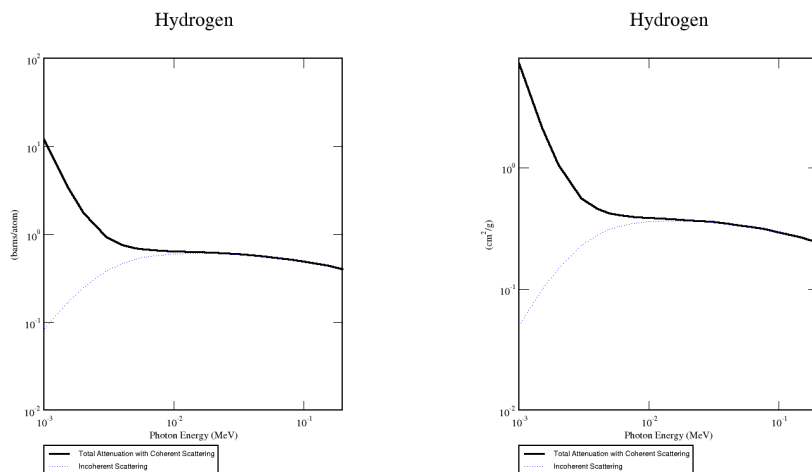 Hydrogen
10^2
10^1
10^0
10^-1
10^-2
(barns/atom)
10^-3
10^-2
10^-1
Photon Energy (MeV)
Total Attenuation with Coherent Scattering
Incoherent Scattering
Hydrogen
10^0
10^-1
10^-2
(cm^2/g)
10^-3
10^-2
10^-1
Photon Energy (MeV)
Total Attenuation with Coherent Scattering
Incoherent Scattering